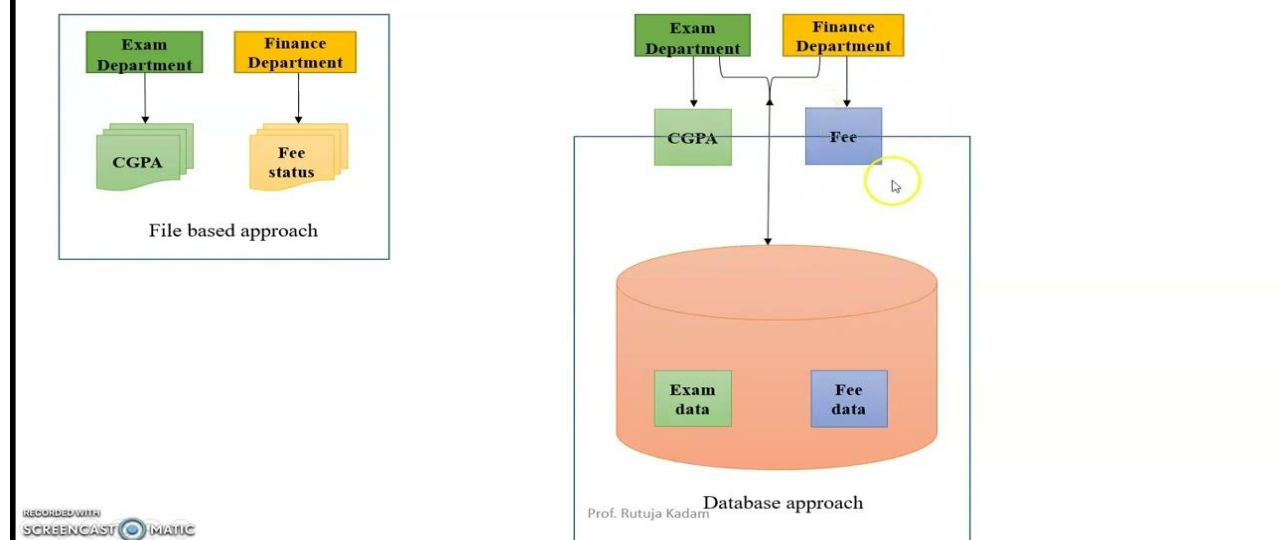 Exam
Department
Finance
Department
CGPA
Fee
status
File based approach
Exam
Department
Finance
Department
CGPA
Fee
Exam
data
Fee
data
Database approach
Prof. Rutuja Kadam
RECORDED WITH
SCREENCAST MATIC